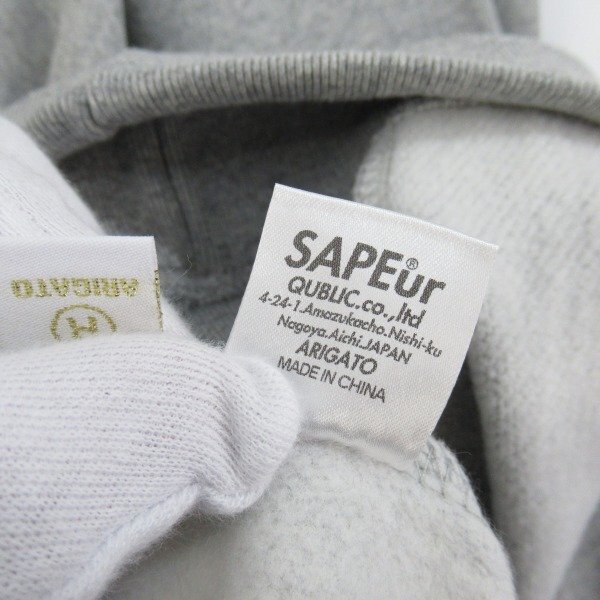 SAPEur®
QUBLIC.co.,ltd
4-24-1.Amazukacho.Nishi-ku
Nagoya.Aichi.JAPAN
ARIGATO
MADE IN CHINA
H
ARIGATO